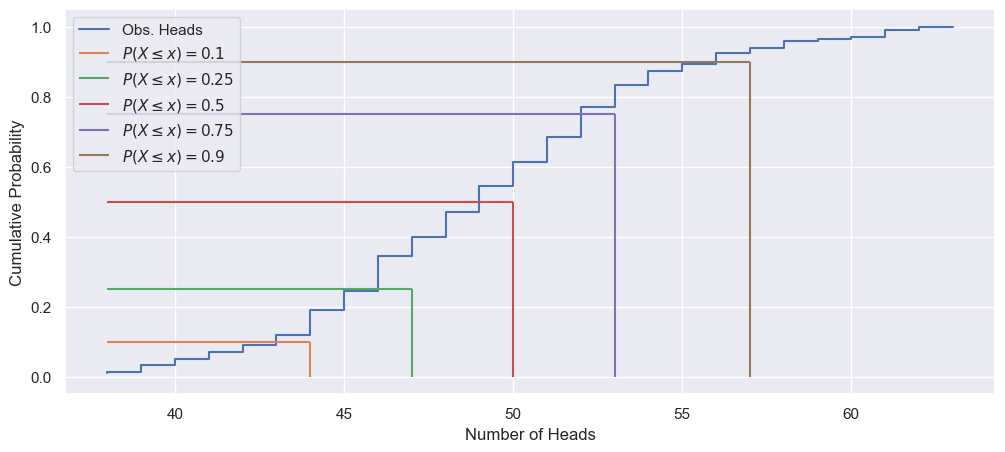 Obs. Heads
P(X ≤ x) = 0.1
P(X ≤ x) = 0.25
P(X ≤ x) = 0.5
P(X ≤ x) = 0.75
P(X ≤ x) = 0.9
Cumulative Probability
1.0
0.8
0.6
0.4
0.2
0.0
40 45 50 55 60
Number of Heads